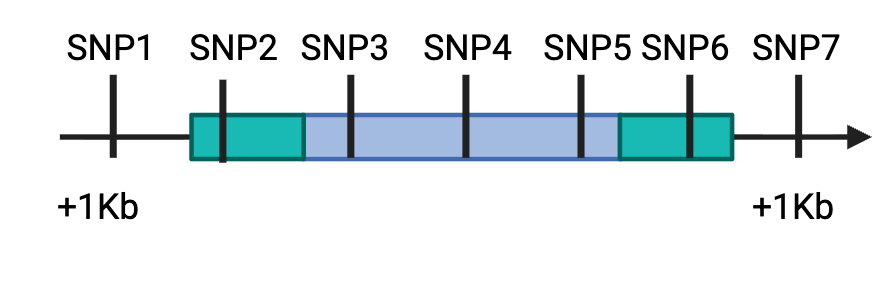 SNP1 SNP2 SNP3 SNP4 SNP5 SNP6 SNP7
+1Kb +1Kb